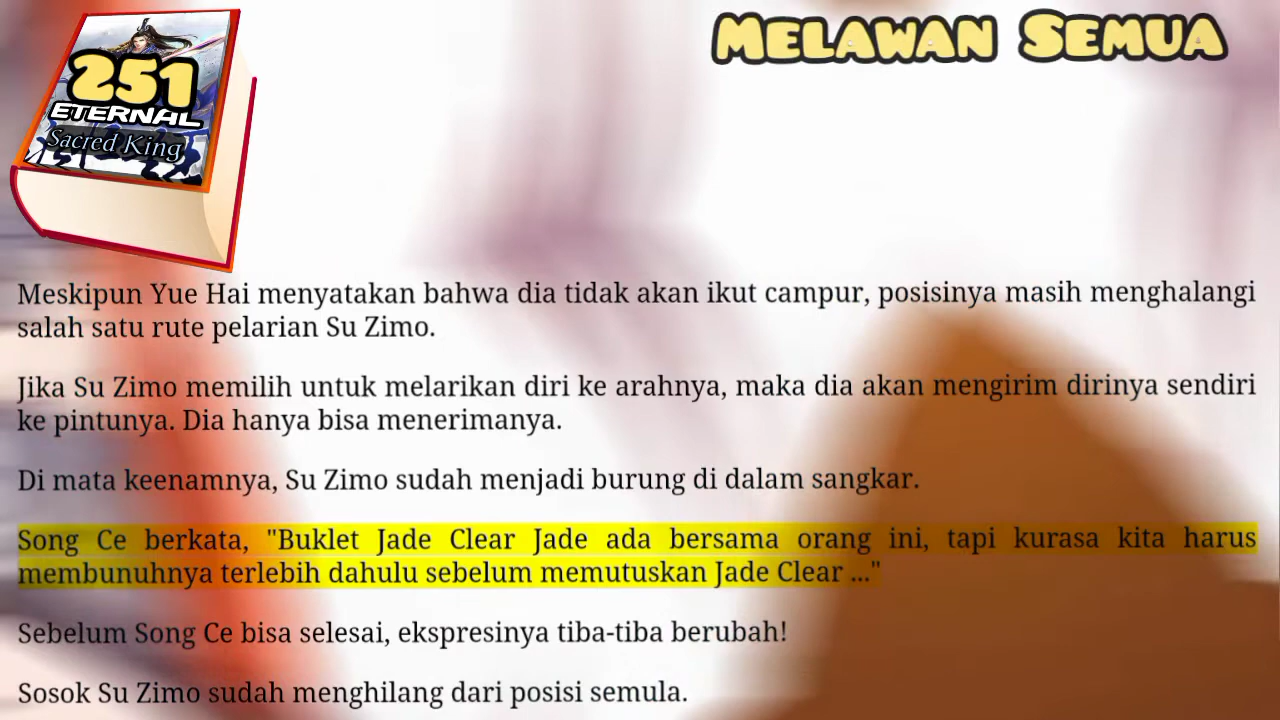 251
ETERNAL
Sacred King
MELAWAN SEMUA
Meskipun Yue Hai menyatakan bahwa dia tidak akan ikut campur, posisinya masih menghalangi
salah satu rute pelarian Su Zimo.
Jika Su Zimo memilih untuk melarikan diri ke arahnya, maka dia akan mengirim dirinya sendiri
ke pintunya. Dia hanya bisa menerimanya.
Di mata keenamnya, Su Zimo sudah menjadi burung di dalam sangkar.
Song Ce berkata, "Buklet Jade Clear Jade ada bersama orang ini, tapi kurasa kita harus
membunuhnya terlebih dahulu sebelum memutuskan Jade Clear ..."
Sebelum Song Ce bisa selesai, ekspresinya tiba-tiba berubah!
Sosok Su Zimo sudah menghilang dari posisi semula.